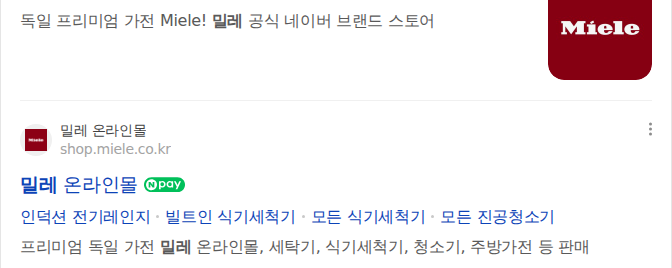 독일 프리미엄 가전 Miele! 밀레 공식 네이버 브랜드 스토어
Miele
Miele
밀레 온라인몰
shop.miele.co.kr
밀레 온라인몰 N pay
인덕션 전기레인지 · 빌트인 식기세척기 · 모든 식기세척기 · 모든 진공청소기
프리미엄 독일 가전 밀레 온라인몰, 세탁기, 식기세척기, 청소기, 주방가전 등 판매